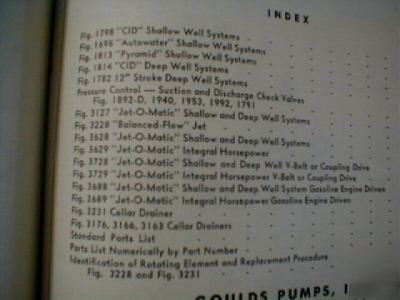 INDEX
Fig. 1798 "CID" Shallow Well Systems
Fig. 1695 "Autowater" Shallow Well Systems
Fig. 1813 "Pyramid" Shallow Well Systems
Fig. 1814 "CID" Deep Well Systems
Fig. 1782 12" Stroke Deep Well Systems
Pressure Control — Suction and Discharge Check Valves
Fig. 1892-D, 1940, 1953, 1992, 1791
Fig. 3127 "Jet-O-Matic" Shallow and Deep Well Systems
Fig. 3228 "Balanced-Flow" Jet
Fig. 3628 "Jet-O-Matic" Shallow and Deep Well Systems
Fig. 3629 "Jet-O-Matic" Integral Horsepower
Fig. 3728 "Jet-O-Matic" Shallow and Deep Well V-Belt or Coupling Drive
Fig. 3729 "Jet-O-Matic" Integral Horsepower V-Belt or Coupling Drive
Fig. 3688 "Jet-O-Matic" Shallow and Deep Well System Gasoline Engine Driven
Fig. 3689 "Jet-O-Matic" Integral Horsepower Gasoline Engine Driven
Fig. 3231 Cellar Drainer
Fig. 3176, 3166, 3163 Cellar Drainers
Standard Parts List
Parts List Numerically by Part Number
Identification of Rotating Element and Replacement Procedure
Fig. 3228 and Fig. 3231
GOULDS PUMPS, I